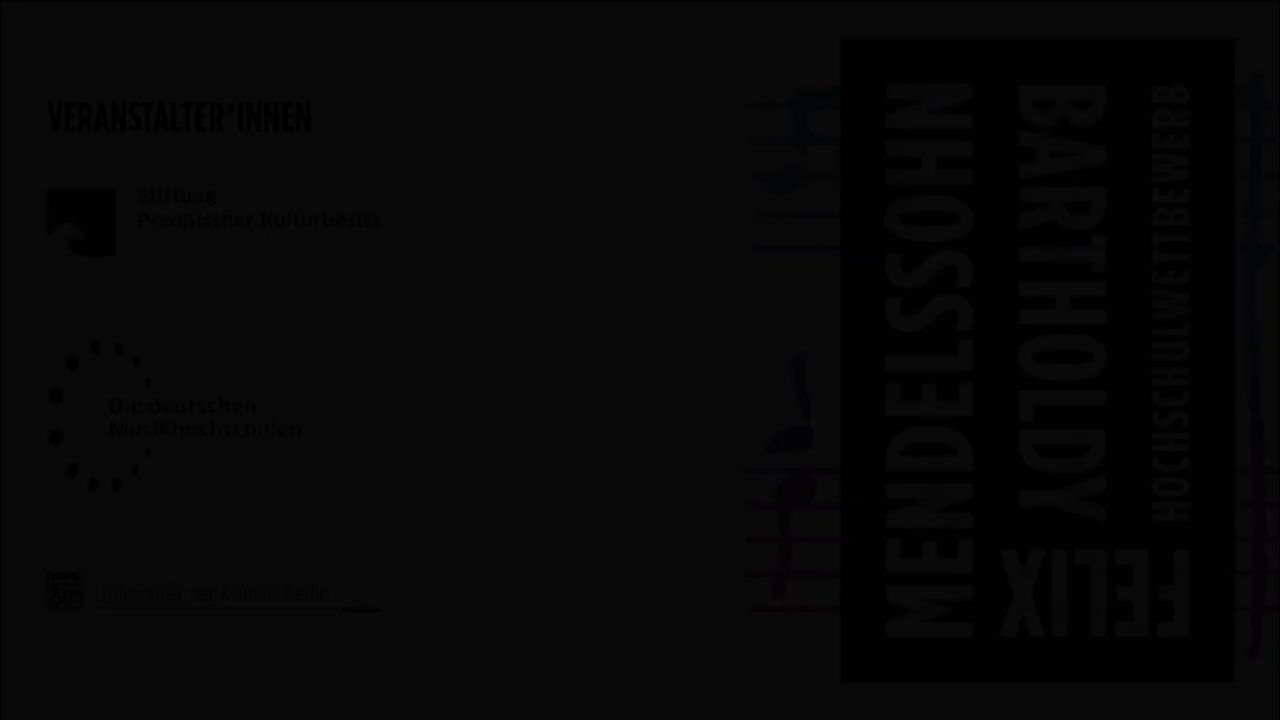 VERANSTALTER*INNEN
Stiftung
Preußischer Kulturbesitz
Die deutschen
Musikhochschulen
Universität der Künste Berlin
FELIX
MENDELSSOHN
BARTHOLDY
HOCHSCHULWETTBEWERB